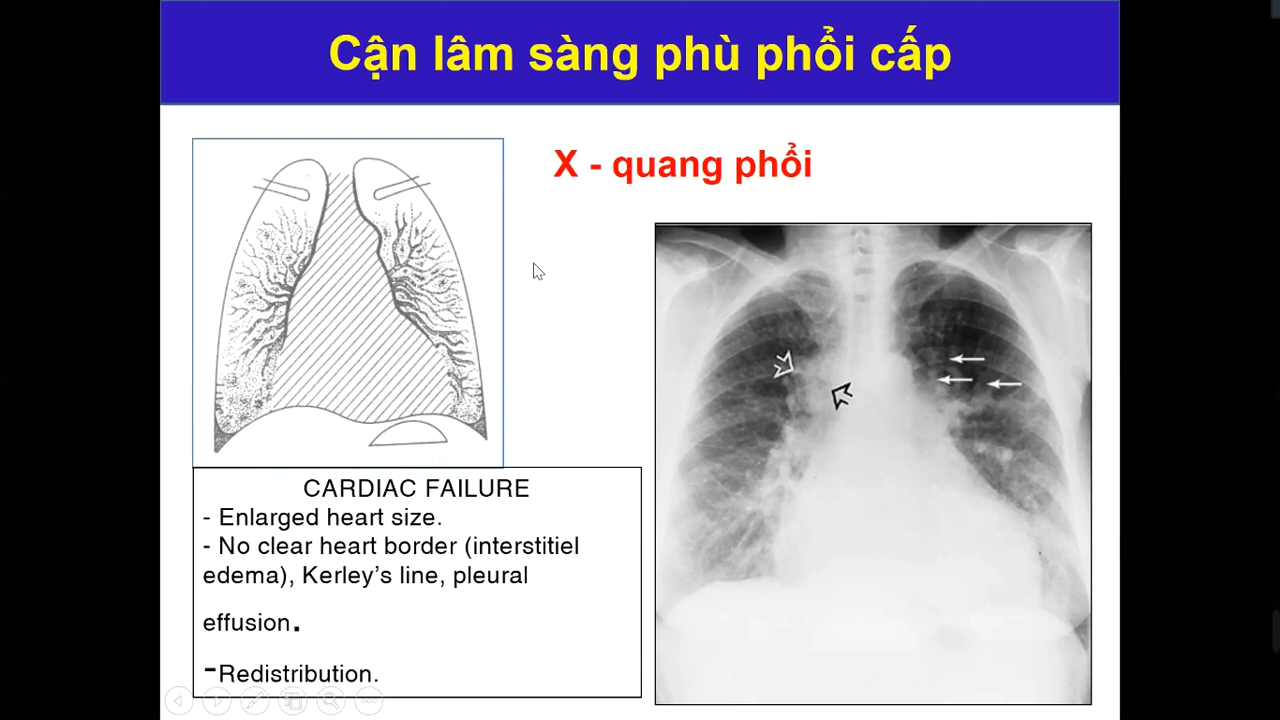 Cận lâm sàng phù phổi cấp
X - quang phổi
CARDIAC FAILURE
- Enlarged heart size.
- No clear heart border (interstitiel
edema), Kerley’s line, pleural
effusion.
-Redistribution.